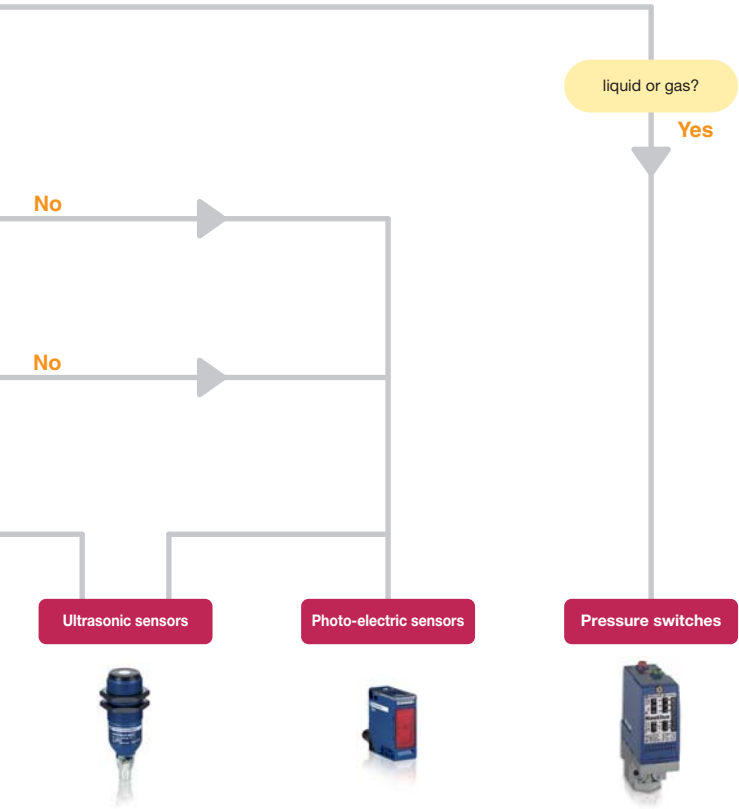 liquid or gas?
Yes
No
No
Ultrasonic sensors
Photo-electric sensors
Pressure switches